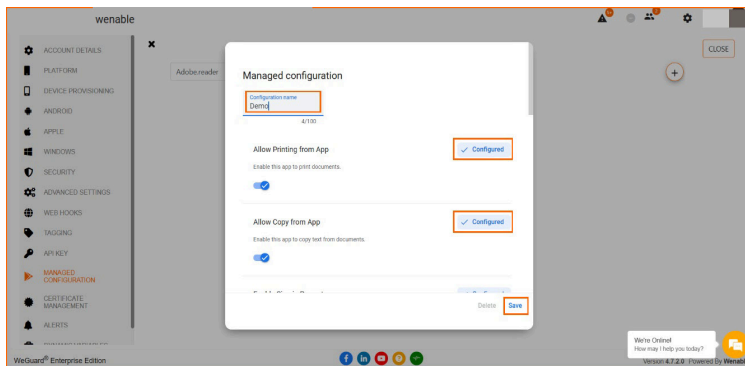 wenable
CLOSE
ACCOUNT DETAILS
PLATFORM
DEVICE PROVISIONING
ANDROID
APPLE
WINDOWS
SECURITY
ADVANCED SETTINGS
WEB HOOKS
TAGGING
API KEY
MANAGED
CONFIGURATION
CERTIFICATE
MANAGEMENT
ALERTS
Adobe reader
Managed configuration
Configuration name
Demo
4/100
Allow Printing from App
Configured
Enable this app to print documents.
Allow Copy from App
Configured
Enable this app to copy text from documents.
Delete Save
We're Online!
How may I help you today?
WeGuard® Enterprise Edition
Version 4.7.2.0 Powered By Wenabl